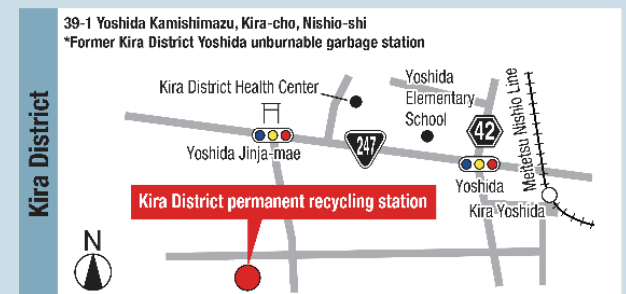 39-1 Yoshida Kamishimazu, Kira-cho, Nishio-shi
*Former Kira District Yoshida unburnable garbage station
Kira District
Kira District Health Center
Yoshida
Elementary
School
Yoshida Jinja-mae
247
42
Meitetsu Nishio Line
Yoshida
Kira Yoshida
Kira District permanent recycling station
N